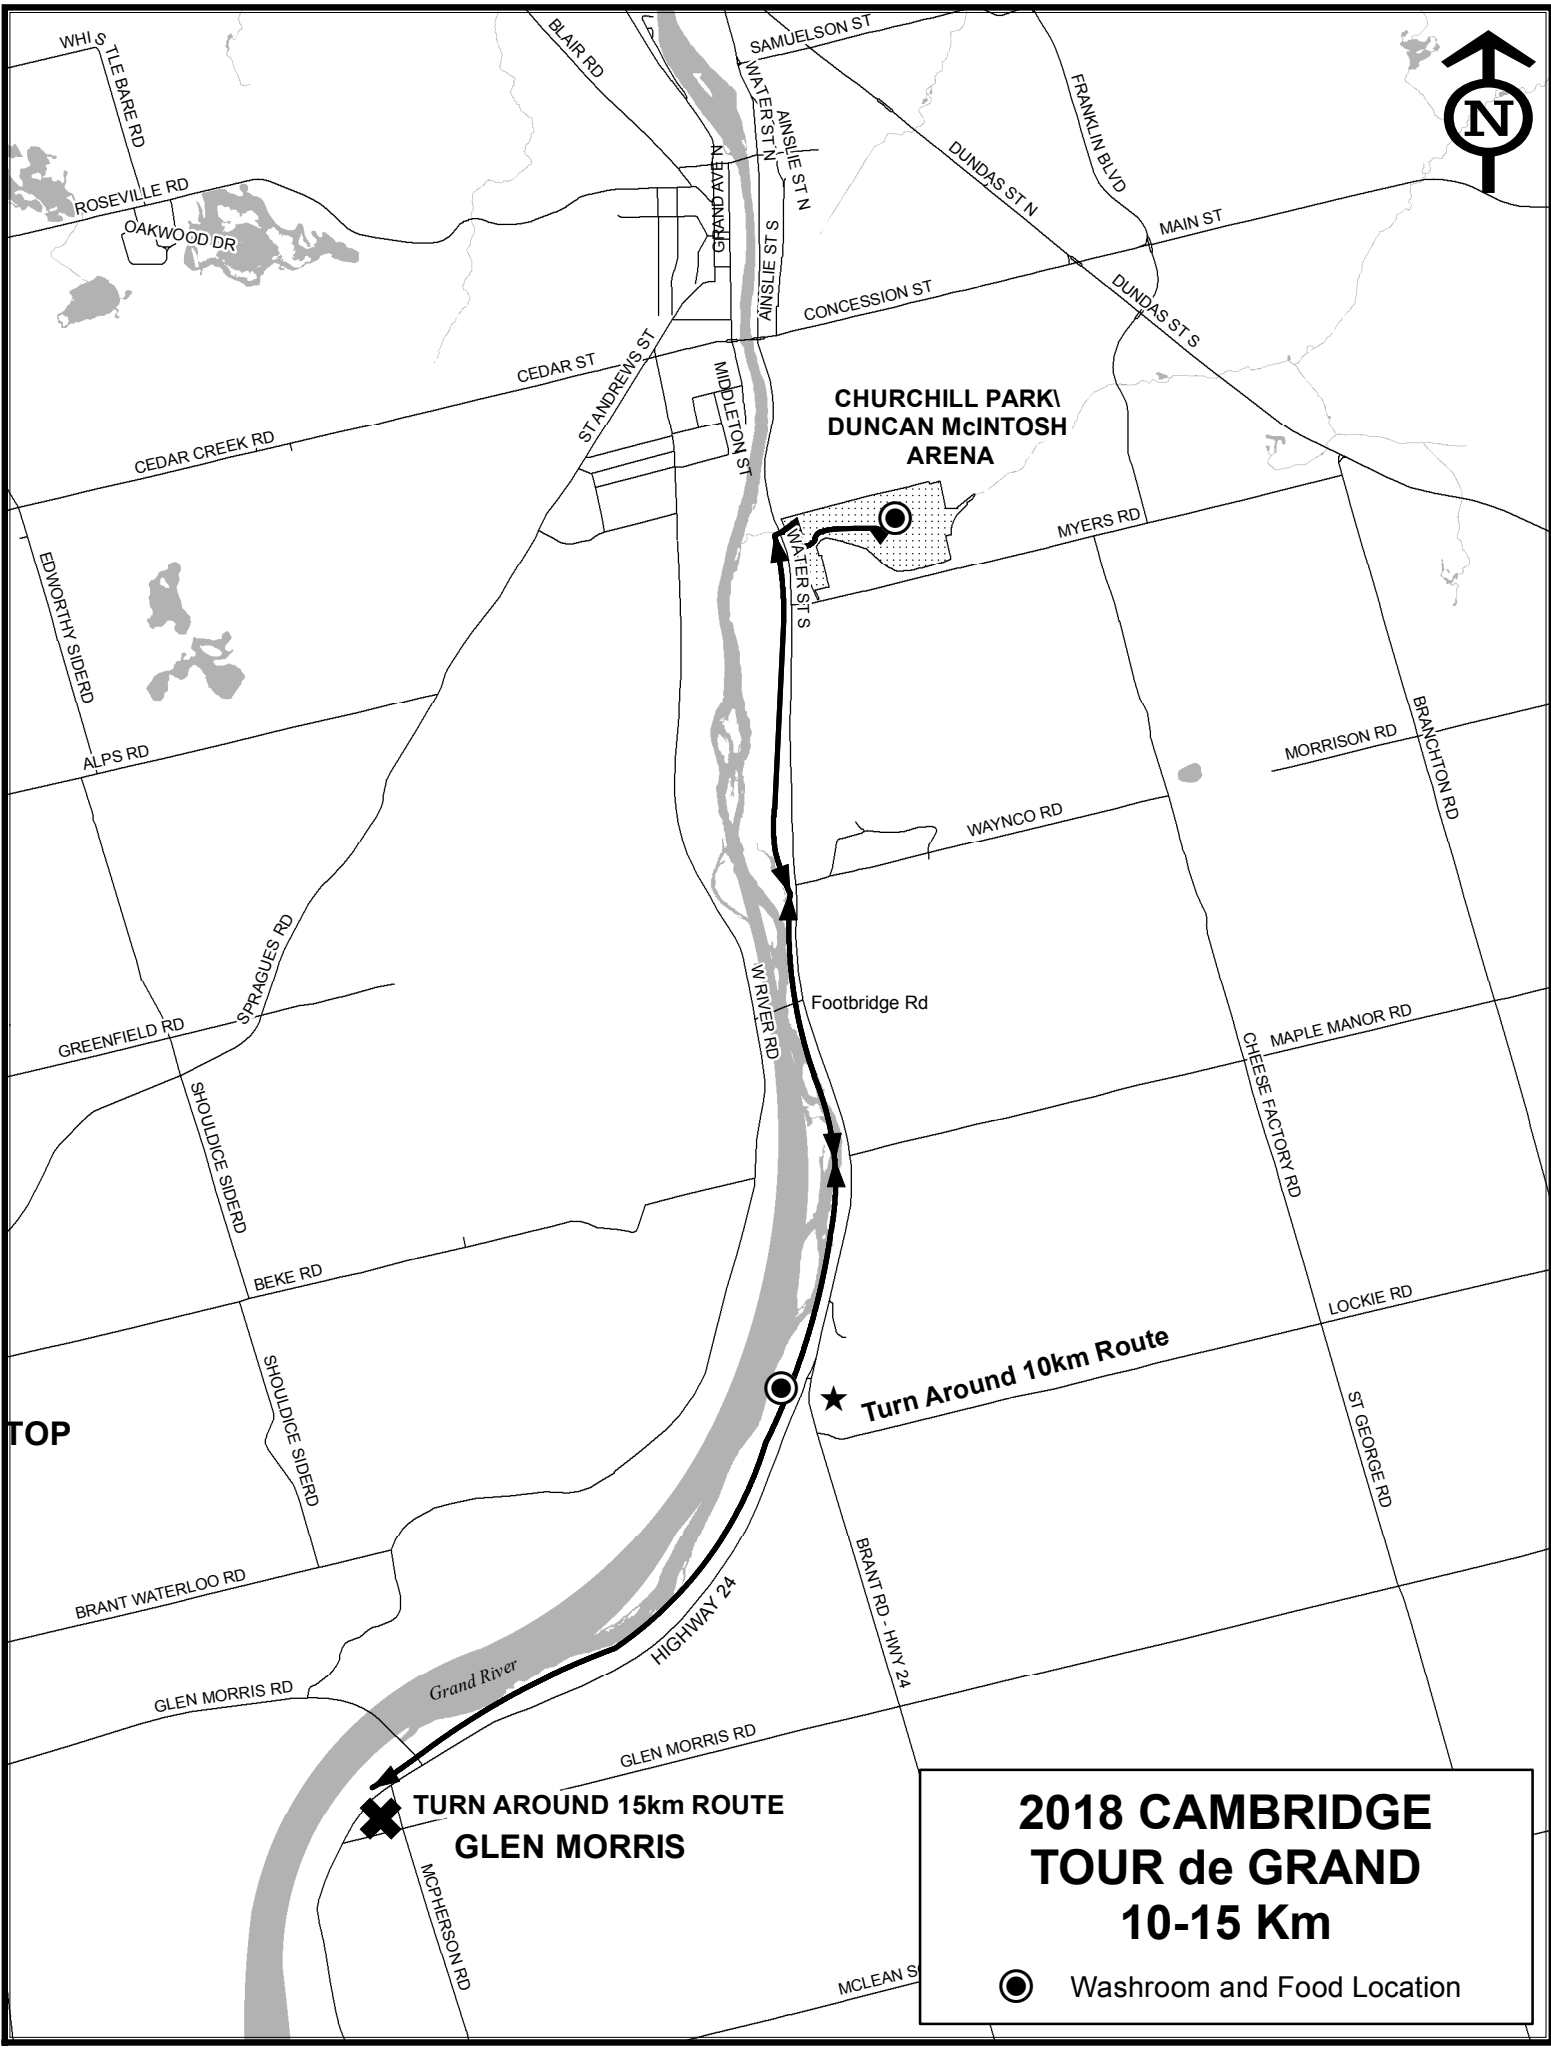 WHISTLE BARE RD
BLAIR RD
SAMUELSON ST
WATER ST N
AINSLIE ST N
FRANKLIN BLVD
N
ROSEVILLE RD
OAKWOOD DR
GRAND AVE N
AINSLIE ST S
DUNDAS ST N
MAIN ST
CONCESSION ST
DUNDAS ST S
CEDAR ST
ST ANDREWS ST
MIDDLETON ST
CEDAR CREEK RD
CHURCHILL PARK\
DUNCAN McINTOSH
ARENA
WATER ST S
MYERS RD
EDWORTHY SIDERD
ALPS RD
MORRISON RD
BRANCHTON RD
WAYNCO RD
SPRAGUES RD
GREENFIELD RD
W RIVER RD
Footbridge Rd
MAPLE MANOR RD
CHEESE FACTORY RD
SHOULDICE SIDERD
BEKE RD
LOCKIE RD
Turn Around 10km Route
SHOULDICE SIDERD
TOP
ST GEORGE RD
BRANT WATERLOO RD
BRANT RD - HWY 24
HIGHWAY 24
Grand River
GLEN MORRIS RD
GLEN MORRIS RD
TURN AROUND 15km ROUTE
GLEN MORRIS
MCPHERSON RD
MCLEAN S
2018 CAMBRIDGE
TOUR de GRAND
10-15 Km
Washroom and Food Location